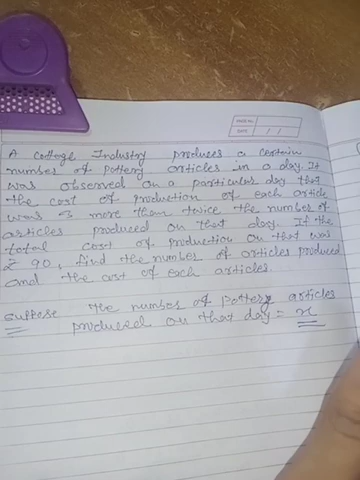 PAGE NO.
DATE / /
A cottage Industry produces a certain
number of pottery articles in a day. It
was observed on a particular day that
the cost of production of each article
was 3 more than twice the number of
articles produced on that day. If the
total cost of production on that was
₹ 90, find the number of articles produced
and the cost of each articles.
Suppose the number of pottery articles
produced on that day = x